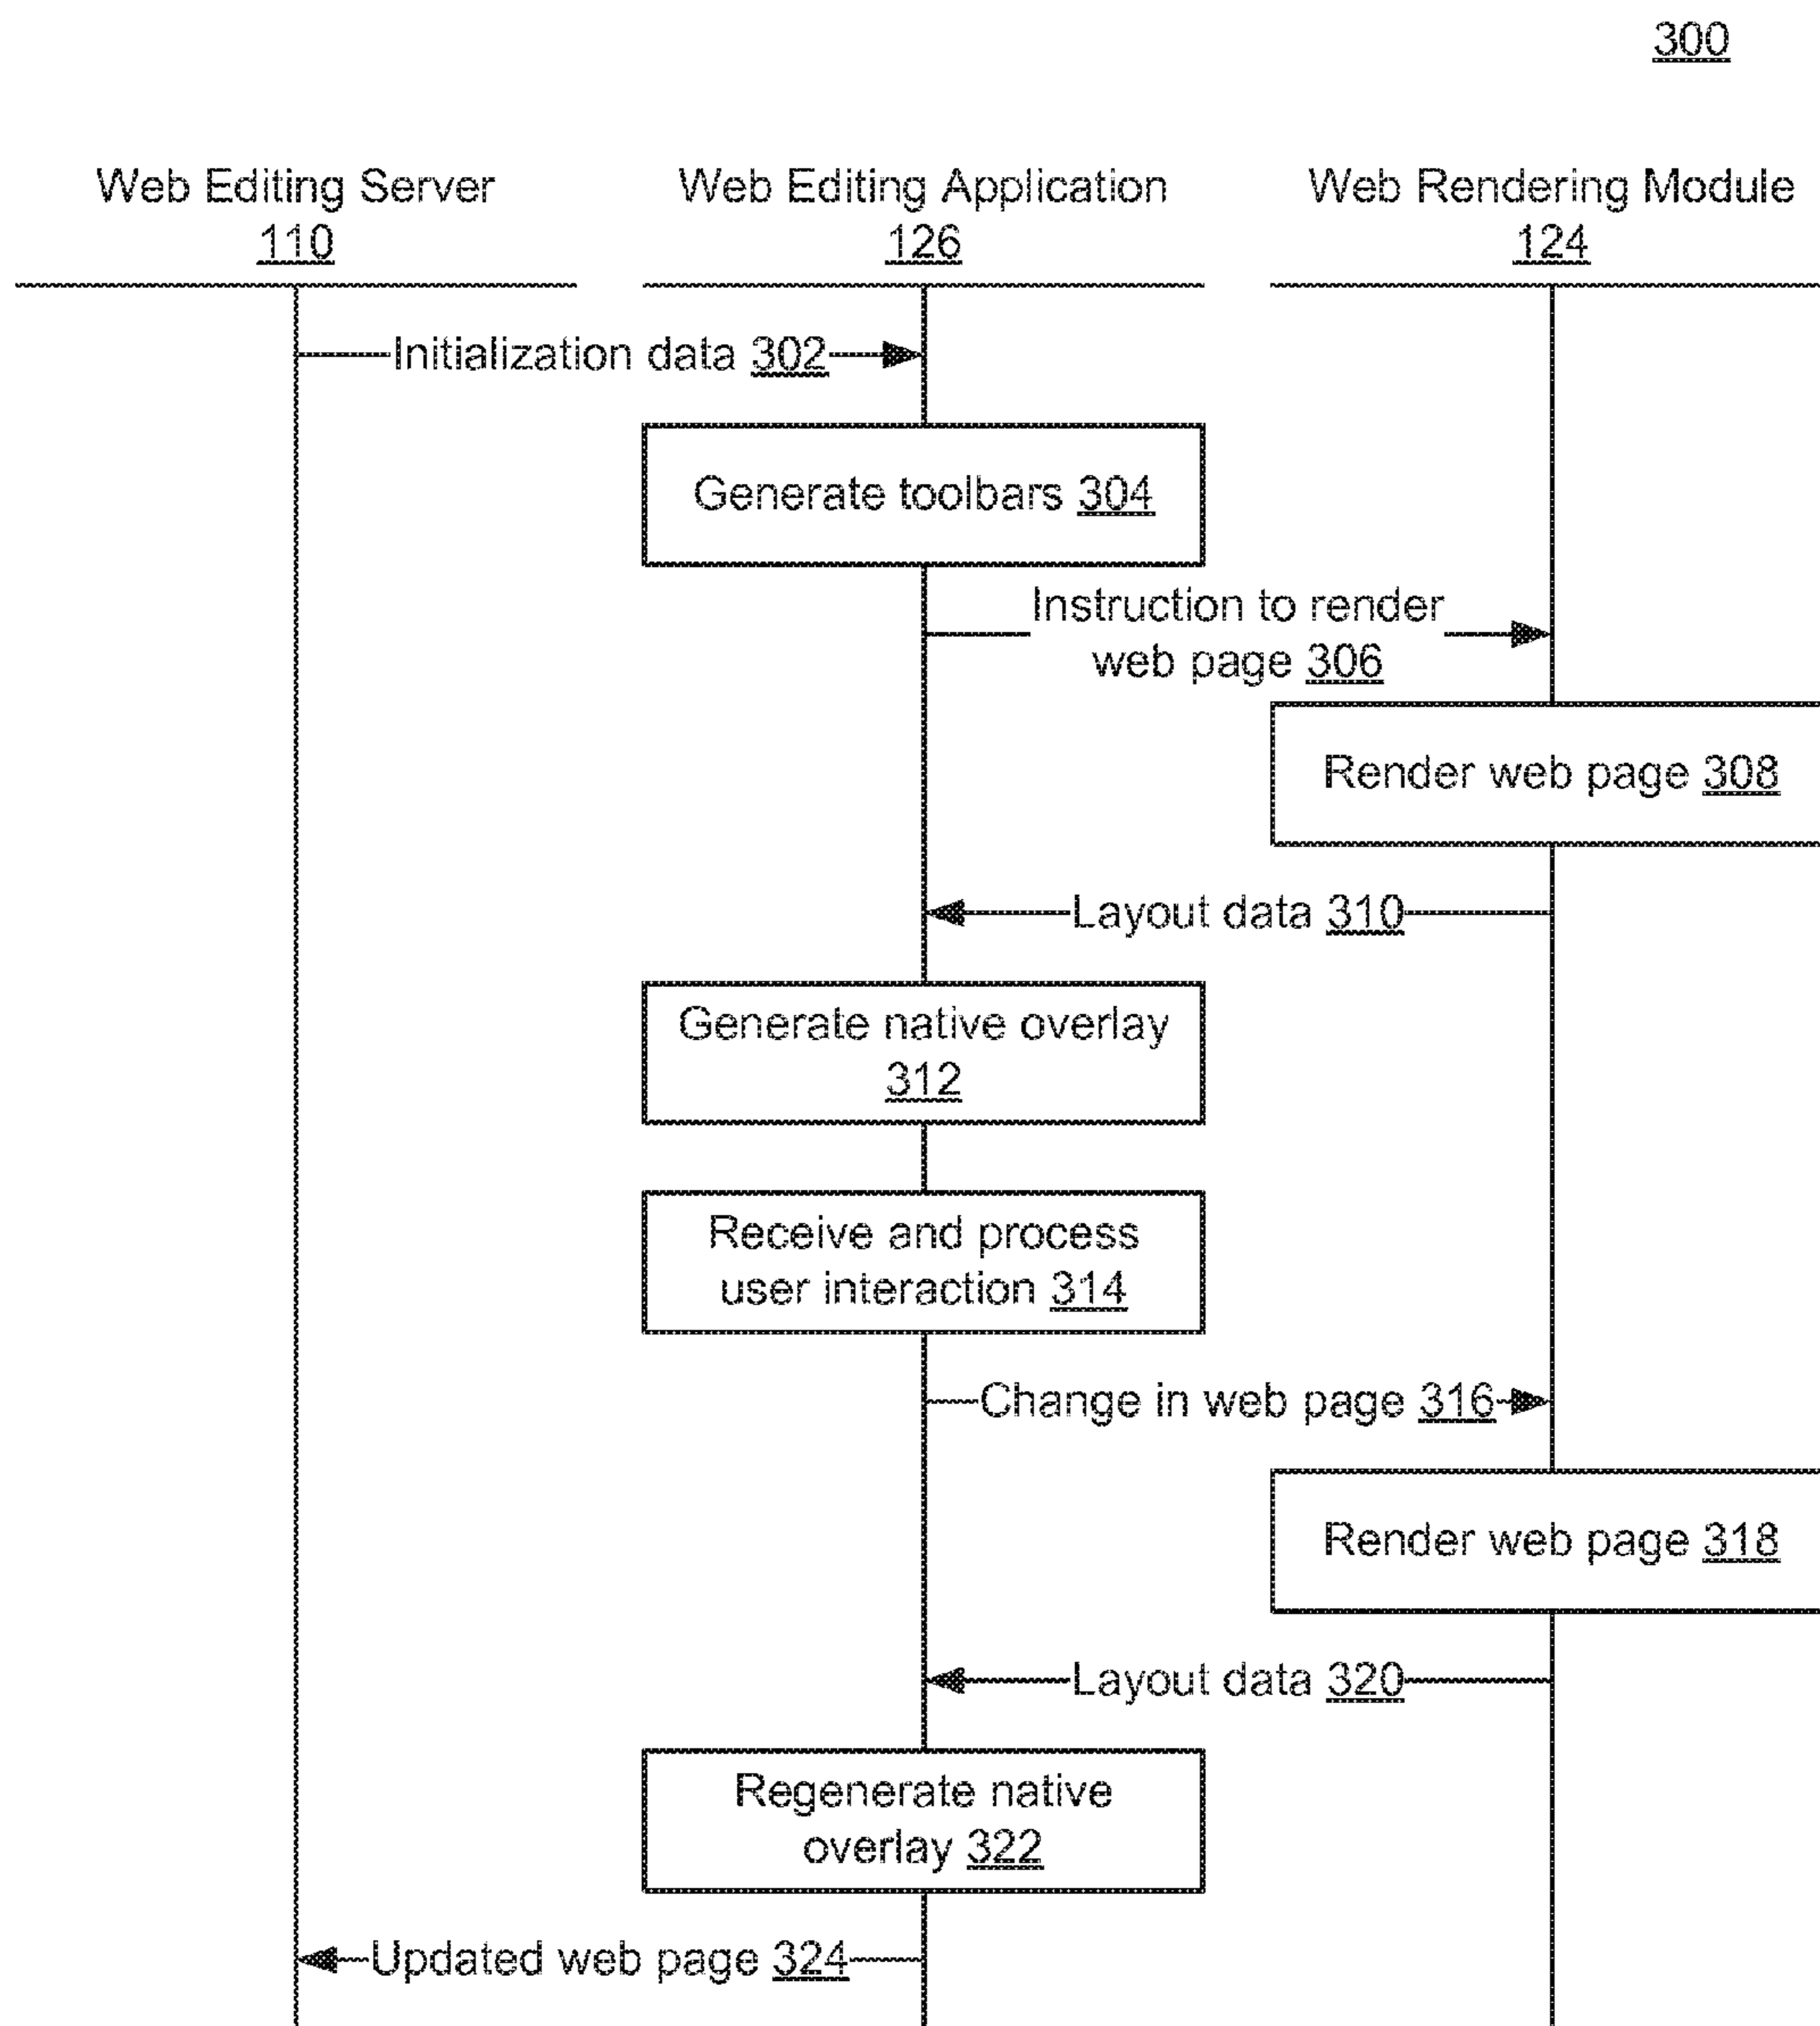 300
Web Editing Server
110
Web Editing Application
126
Web Rendering Module
124
Initialization data 302
Generate toolbars 304
Instruction to render
web page 306
Render web page 308
Layout data 310
Generate native overlay
312
Receive and process
user interaction 314
Change in web page 316
Render web page 318
Layout data 320
Regenerate native
overlay 322
Updated web page 324